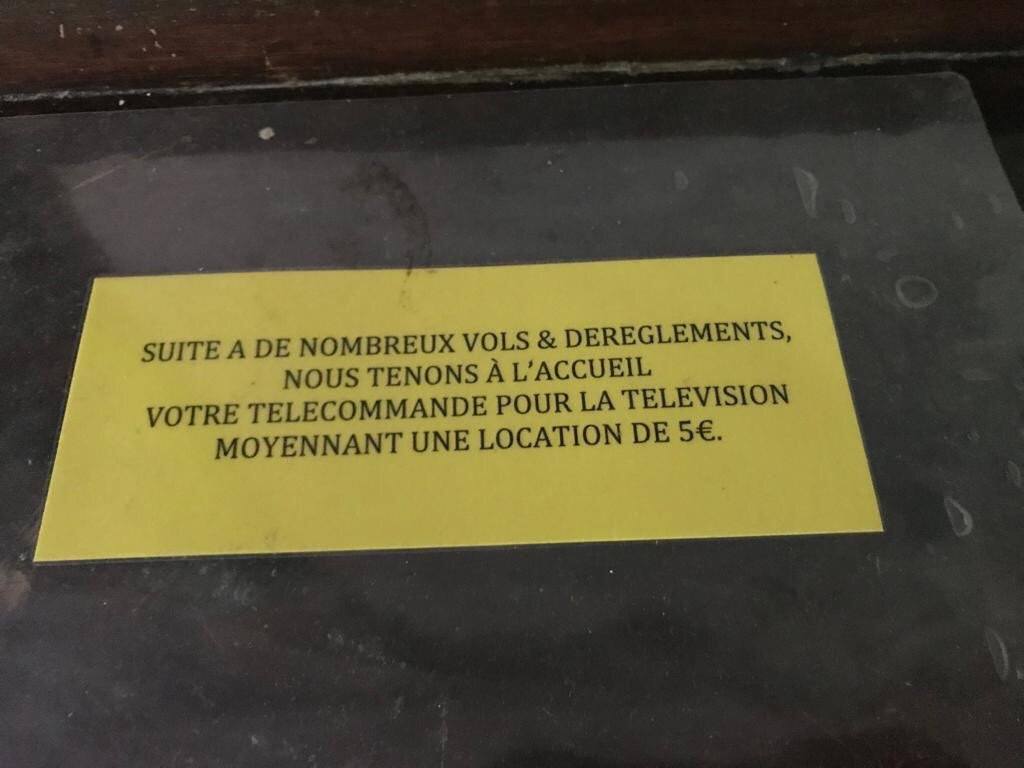 SUITE A DE NOMBREUX VOLS & DEREGLEMENTS,
NOUS TENONS À L'ACCUEIL
VOTRE TELECOMMANDE POUR LA TELEVISION
MOYENNANT UNE LOCATION DE 5€.